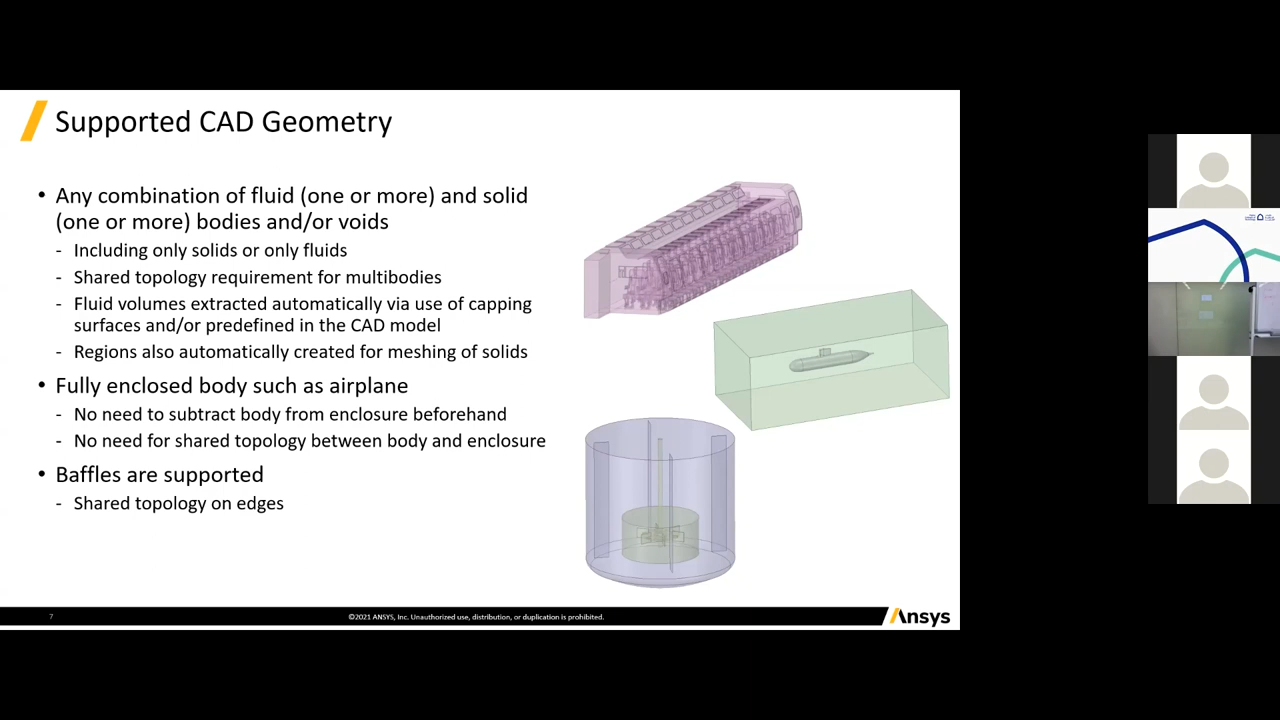 Supported CAD Geometry
• Any combination of fluid (one or more) and solid
(one or more) bodies and/or voids
- Including only solids or only fluids
- Shared topology requirement for multibodies
- Fluid volumes extracted automatically via use of capping
surfaces and/or predefined in the CAD model
- Regions also automatically created for meshing of solids
• Fully enclosed body such as airplane
- No need to subtract body from enclosure beforehand
- No need for shared topology between body and enclosure
• Baffles are supported
- Shared topology on edges
7
©2021 ANSYS, Inc. Unauthorized use, distribution, or duplication is prohibited.
Ansys